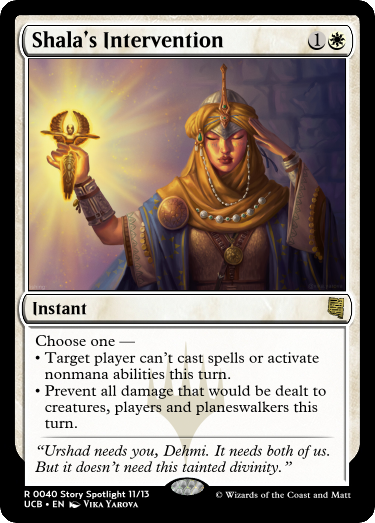 Shala's Intervention 1
Instant
Choose one —
• Target player can't cast spells or activate
nonmana abilities this turn.
• Prevent all damage that would be dealt to
creatures, players and planeswalkers this
turn.
"Urshad needs you, Dehmi. It needs both of us.
But it doesn't need this tainted divinity."
R 0040 Story Spotlight 11/13
UCB • EN Vika Yarova
© Wizards of the Coast and Matt